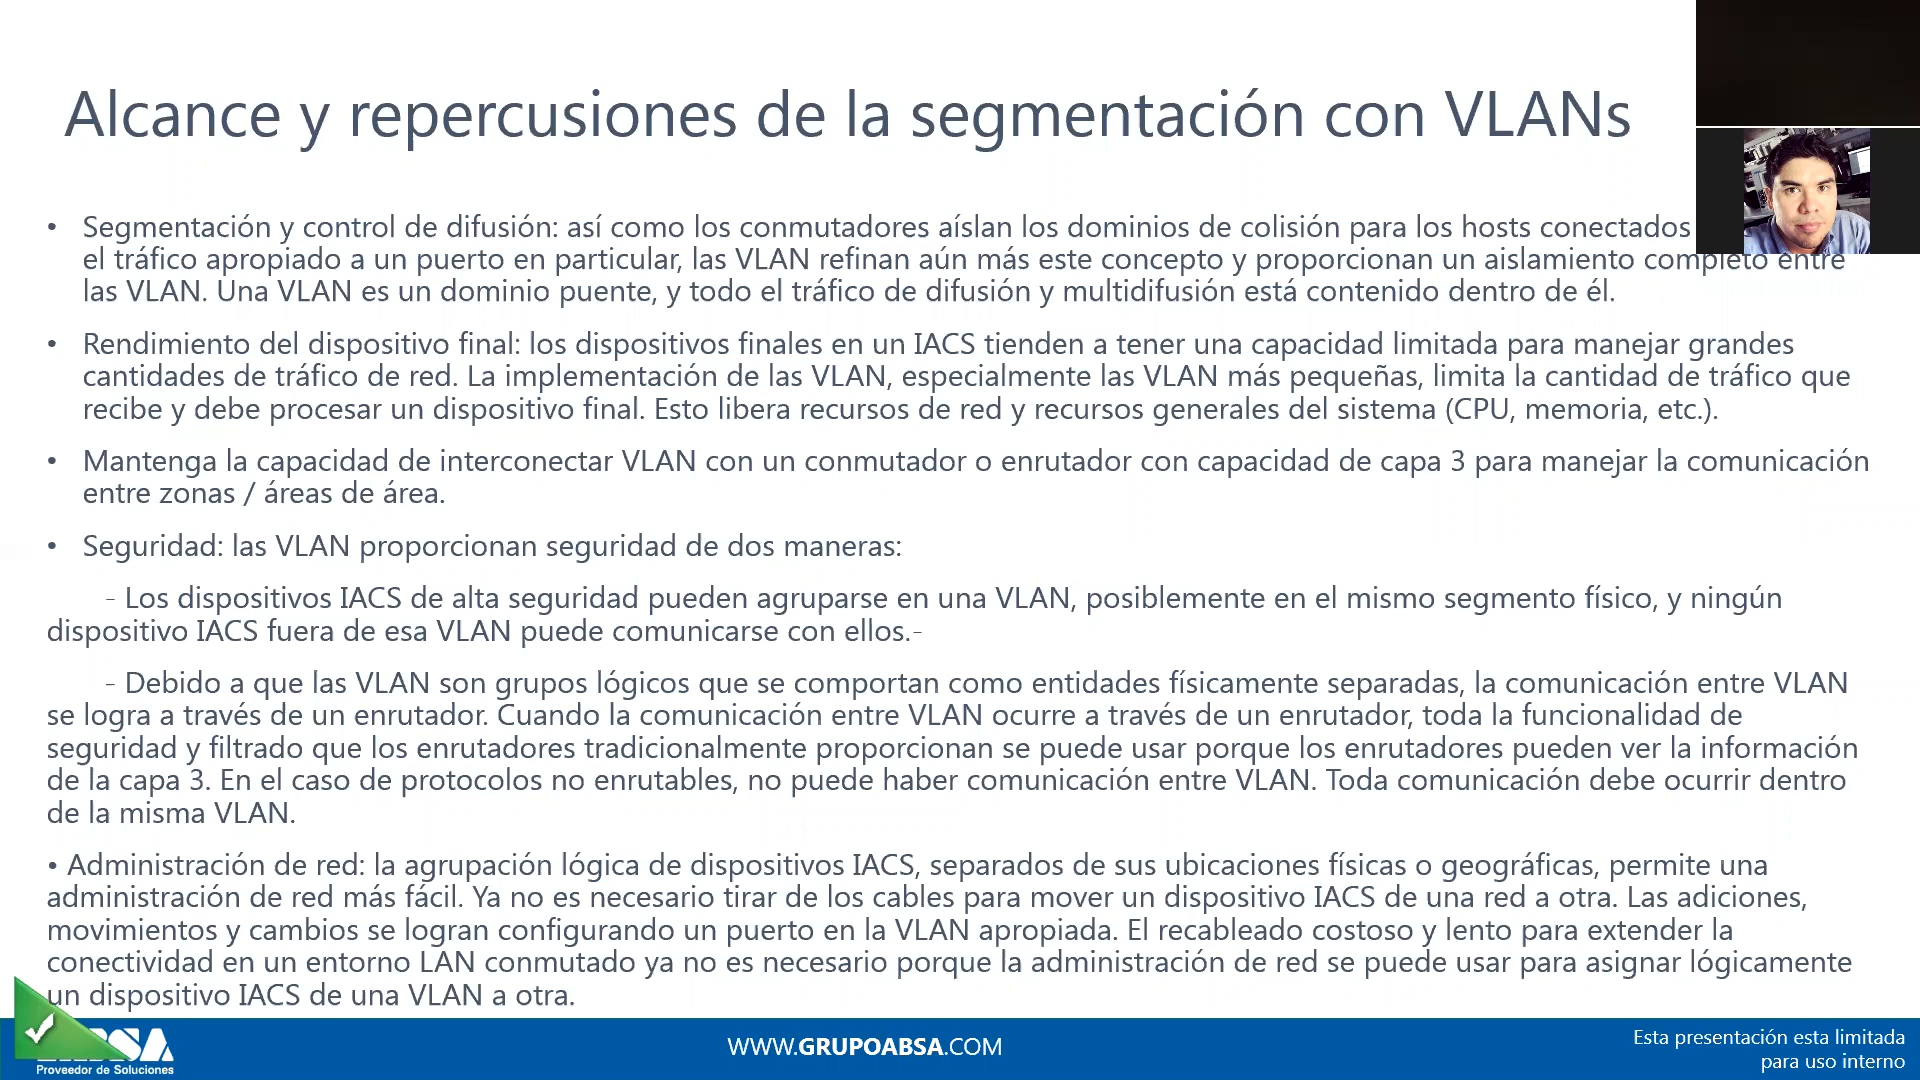 Alcance y repercusiones de la segmentación con VLANs
• Segmentación y control de difusión: así como los conmutadores aíslan los dominios de colisión para los hosts conectados
el tráfico apropiado a un puerto en particular, las VLAN refinan aún más este concepto y proporcionan un aislamiento completo entre
las VLAN. Una VLAN es un dominio puente, y todo el tráfico de difusión y multidifusión está contenido dentro de él.
• Rendimiento del dispositivo final: los dispositivos finales en un IACS tienden a tener una capacidad limitada para manejar grandes
cantidades de tráfico de red. La implementación de las VLAN, especialmente las VLAN más pequeñas, limita la cantidad de tráfico que
recibe y debe procesar un dispositivo final. Esto libera recursos de red y recursos generales del sistema (CPU, memoria, etc.).
• Mantenga la capacidad de interconectar VLAN con un conmutador o enrutador con capacidad de capa 3 para manejar la comunicación
entre zonas / áreas de área.
• Seguridad: las VLAN proporcionan seguridad de dos maneras:
- Los dispositivos IACS de alta seguridad pueden agruparse en una VLAN, posiblemente en el mismo segmento físico, y ningún
dispositivo IACS fuera de esa VLAN puede comunicarse con ellos.-
- Debido a que las VLAN son grupos lógicos que se comportan como entidades físicamente separadas, la comunicación entre VLAN
se logra a través de un enrutador. Cuando la comunicación entre VLAN ocurre a través de un enrutador, toda la funcionalidad de
seguridad y filtrado que los enrutadores tradicionalmente proporcionan se puede usar porque los enrutadores pueden ver la información
de la capa 3. En el caso de protocolos no enrutables, no puede haber comunicación entre VLAN. Toda comunicación debe ocurrir dentro
de la misma VLAN.
• Administración de red: la agrupación lógica de dispositivos IACS, separados de sus ubicaciones físicas o geográficas, permite una
administración de red más fácil. Ya no es necesario tirar de los cables para mover un dispositivo IACS de una red a otra. Las adiciones,
movimientos y cambios se logran configurando un puerto en la VLAN apropiada. El recableado costoso y lento para extender la
conectividad en un entorno LAN conmutado ya no es necesario porque la administración de red se puede usar para asignar lógicamente
un dispositivo IACS de una VLAN a otra.
Proveedor de Soluciones
WWW.GRUPOABSA.COM
Esta presentación esta limitada
para uso interno